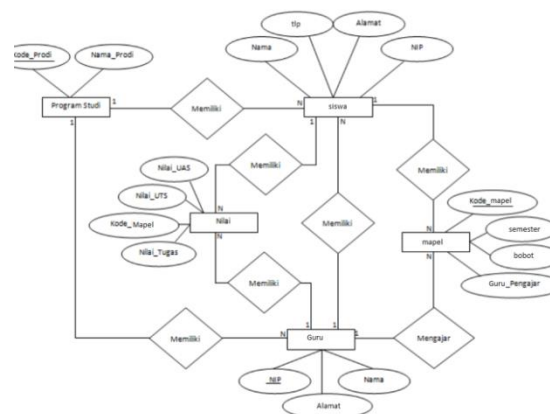 tlp
Alamat
Kode_Prodi
Nama_Prodi
Nama
NIP
Program Studi
1
Memiliki
N
siswa
1
1
1
N
Nilai_UAS
Memiliki
Memiliki
Nilai_UTS
Kode_mapel
N
Memiliki
N
semester
Kode_Mapel
Nilai
mapel
bobot
Nilai_Tugas
N
N
Guru_Pengajar
Memiliki
1
1
Memiliki
N
Guru
1
Mengajar
NIP
Nama
Alamat